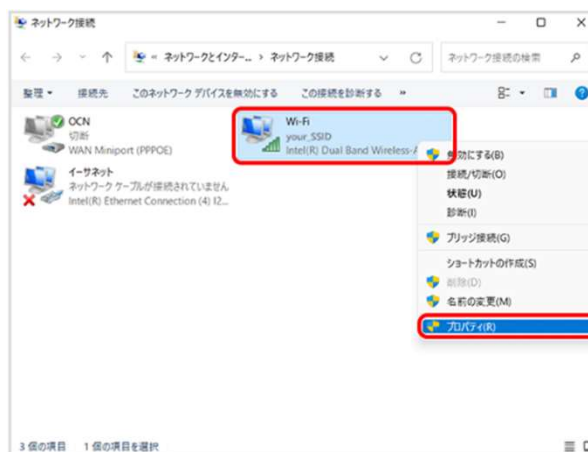 ネットワーク接続
« ネットワークとインター... › ネットワーク接続
ネットワーク接続の検索
整理 接続先 このネットワーク デバイスを無効にする この接続を診断する »
OCN
切断
WAN Miniport (PPPOE)
イーサネット
ネットワーク ケーブルが接続されていません
Intel(R) Ethernet Connection (4) I2...
Wi-Fi
your_SSID
Intel(R) Dual Band Wireless-A
無効にする(B)
接続/切断(O)
状態(U)
診断(I)
ブリッジ接続(G)
ショートカットの作成(S)
削除(D)
名前の変更(M)
プロパティ(R)
3 個の項目 1 個の項目を選択